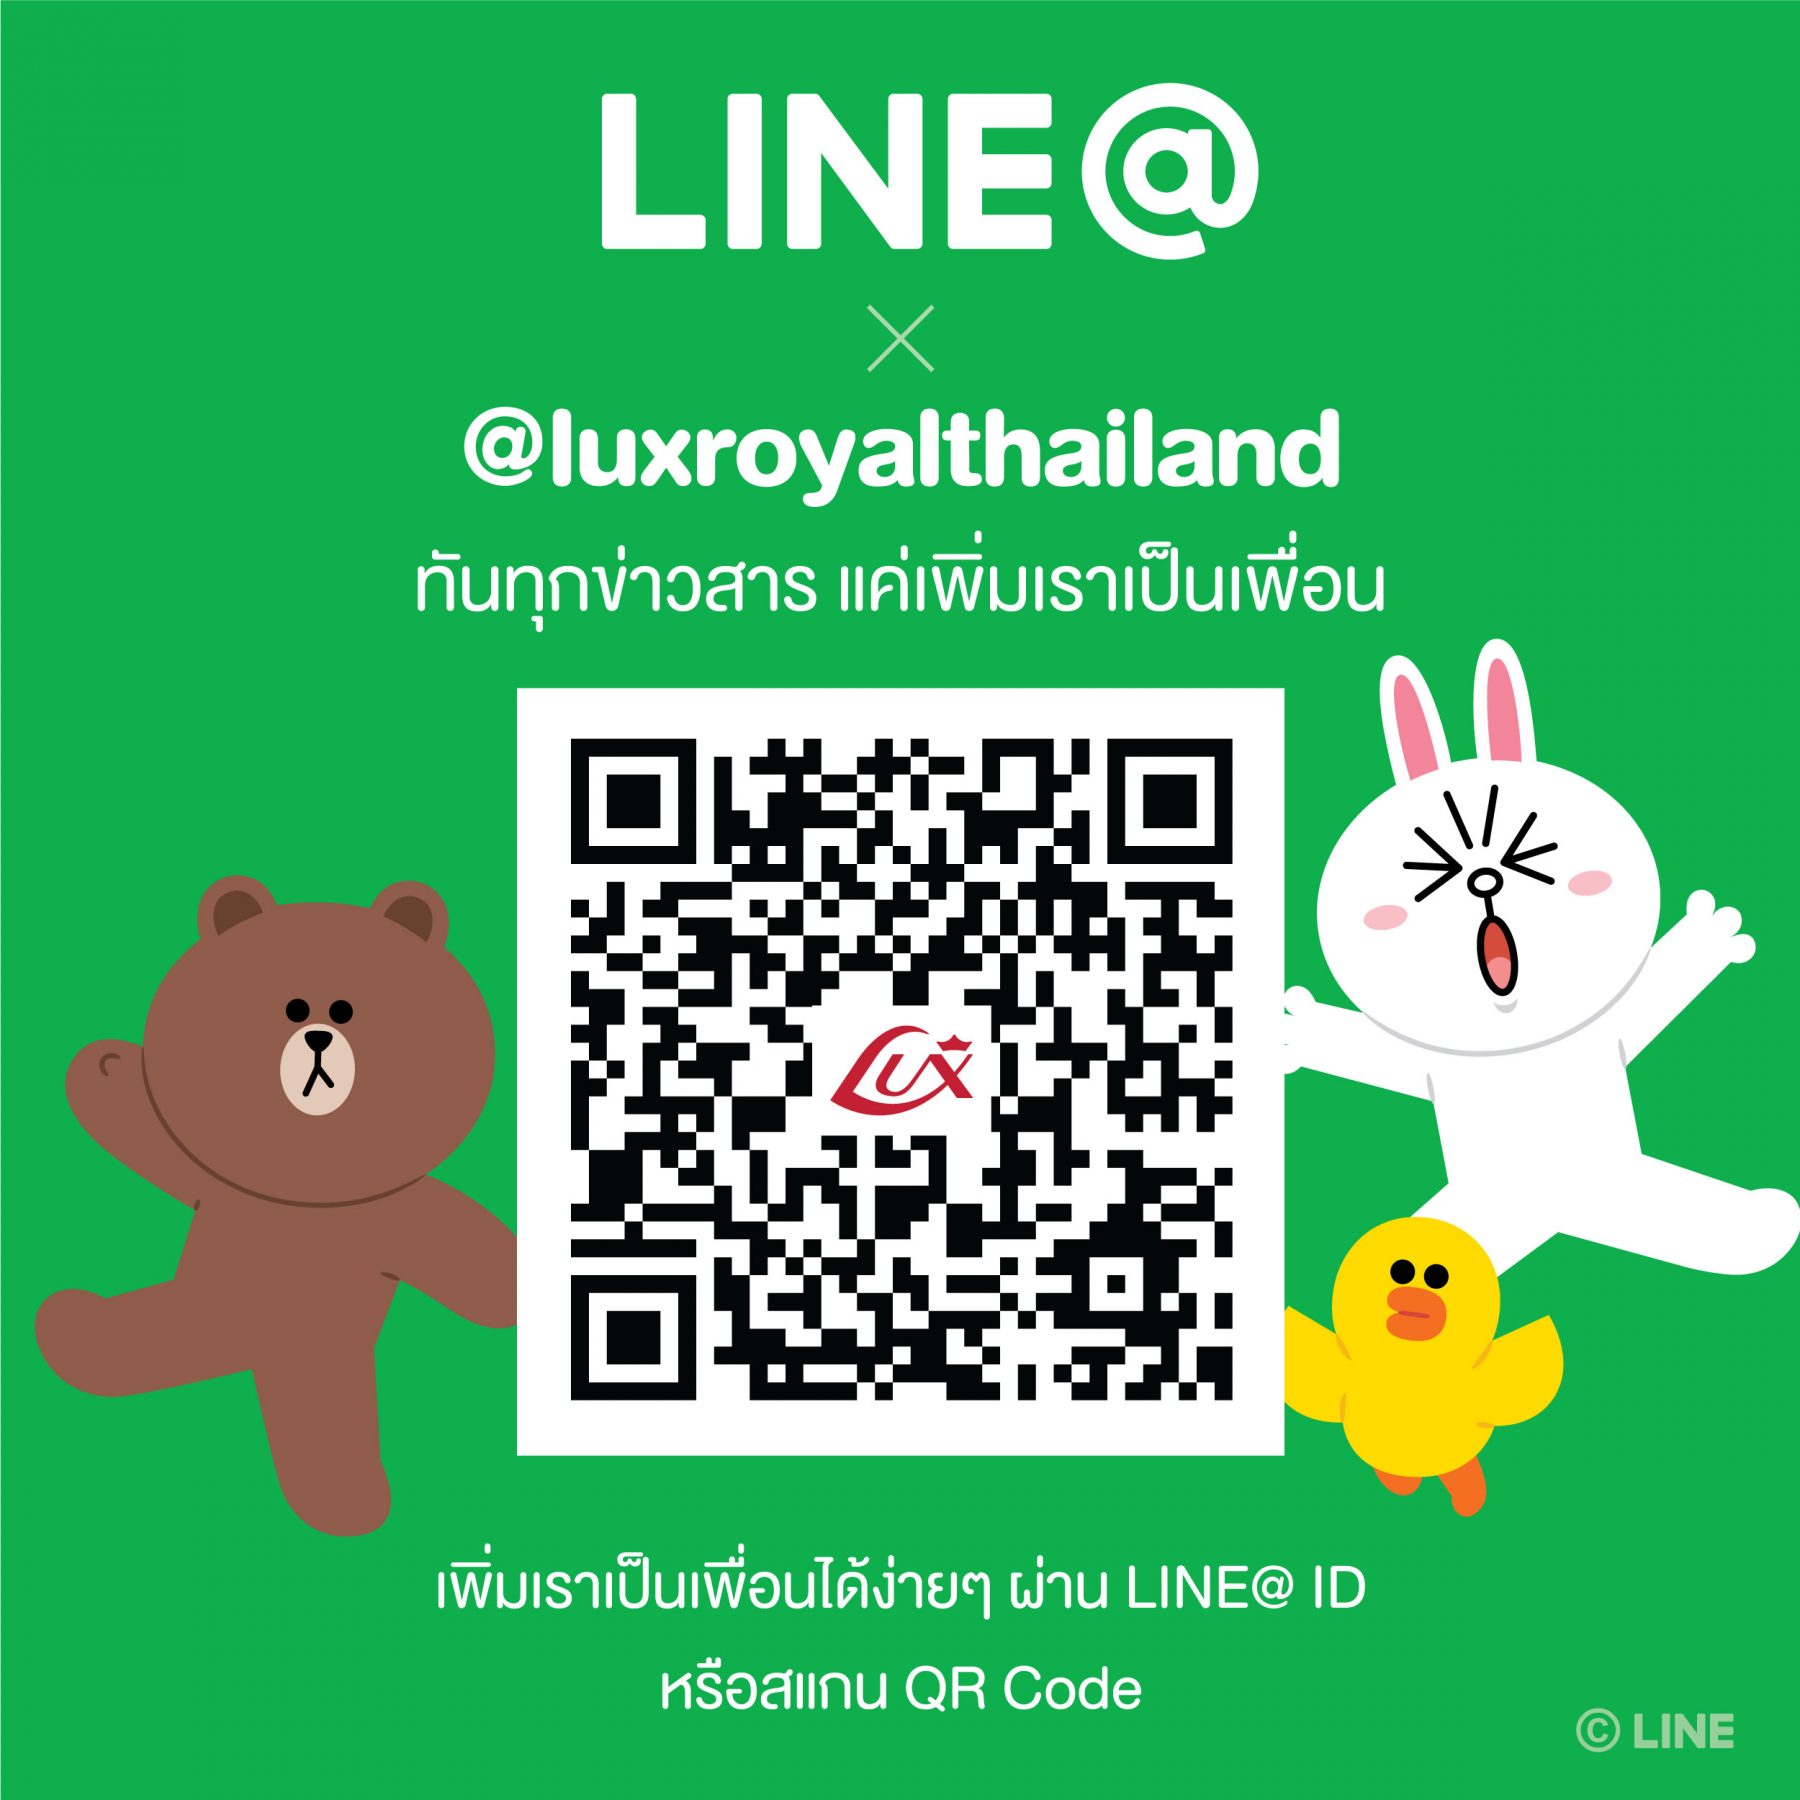 LINE@
×
@luxroyalthailand
ทันทุกข่าวสาร แค่เพิ่มเราเป็นเพื่อน
LUX
เพิ่มเราเป็นเพื่อนได้ง่ายๆ ผ่าน LINE@ ID
หรือสแกน QR Code
© LINE